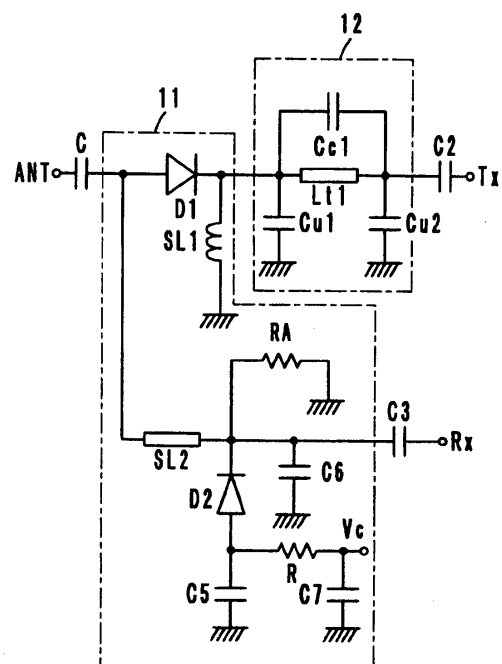 12
11
C
ANT
D1
SL1
Cc1
Lt1
Cu1
Cu2
C2
Tx
RA
C3
Rx
SL2
C6
D2
Vc
R
C5
C7